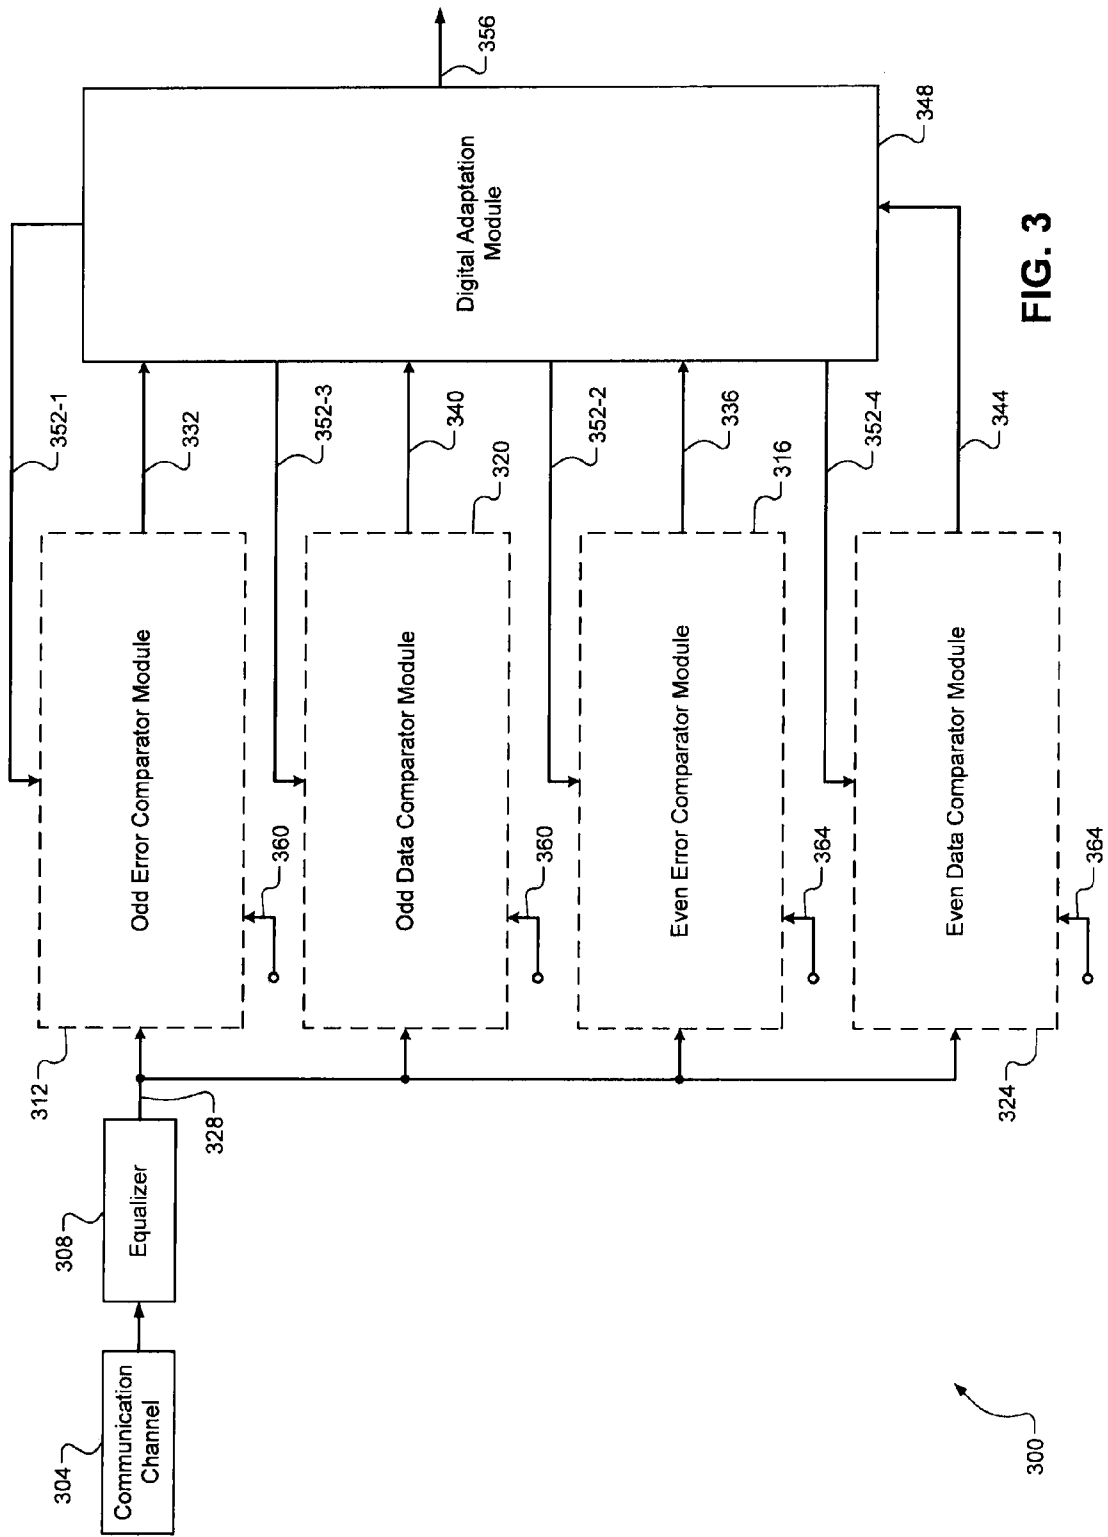 304
Communication
Channel
308
Equalizer
328
312
Odd Error Comparator Module
360
352-1
332
Odd Data Comparator Module
320
360
352-3
340
Even Error Comparator Module
316
364
352-2
336
Even Data Comparator Module
324
364
352-4
344
Digital Adaptation
Module
348
356
300
FIG. 3